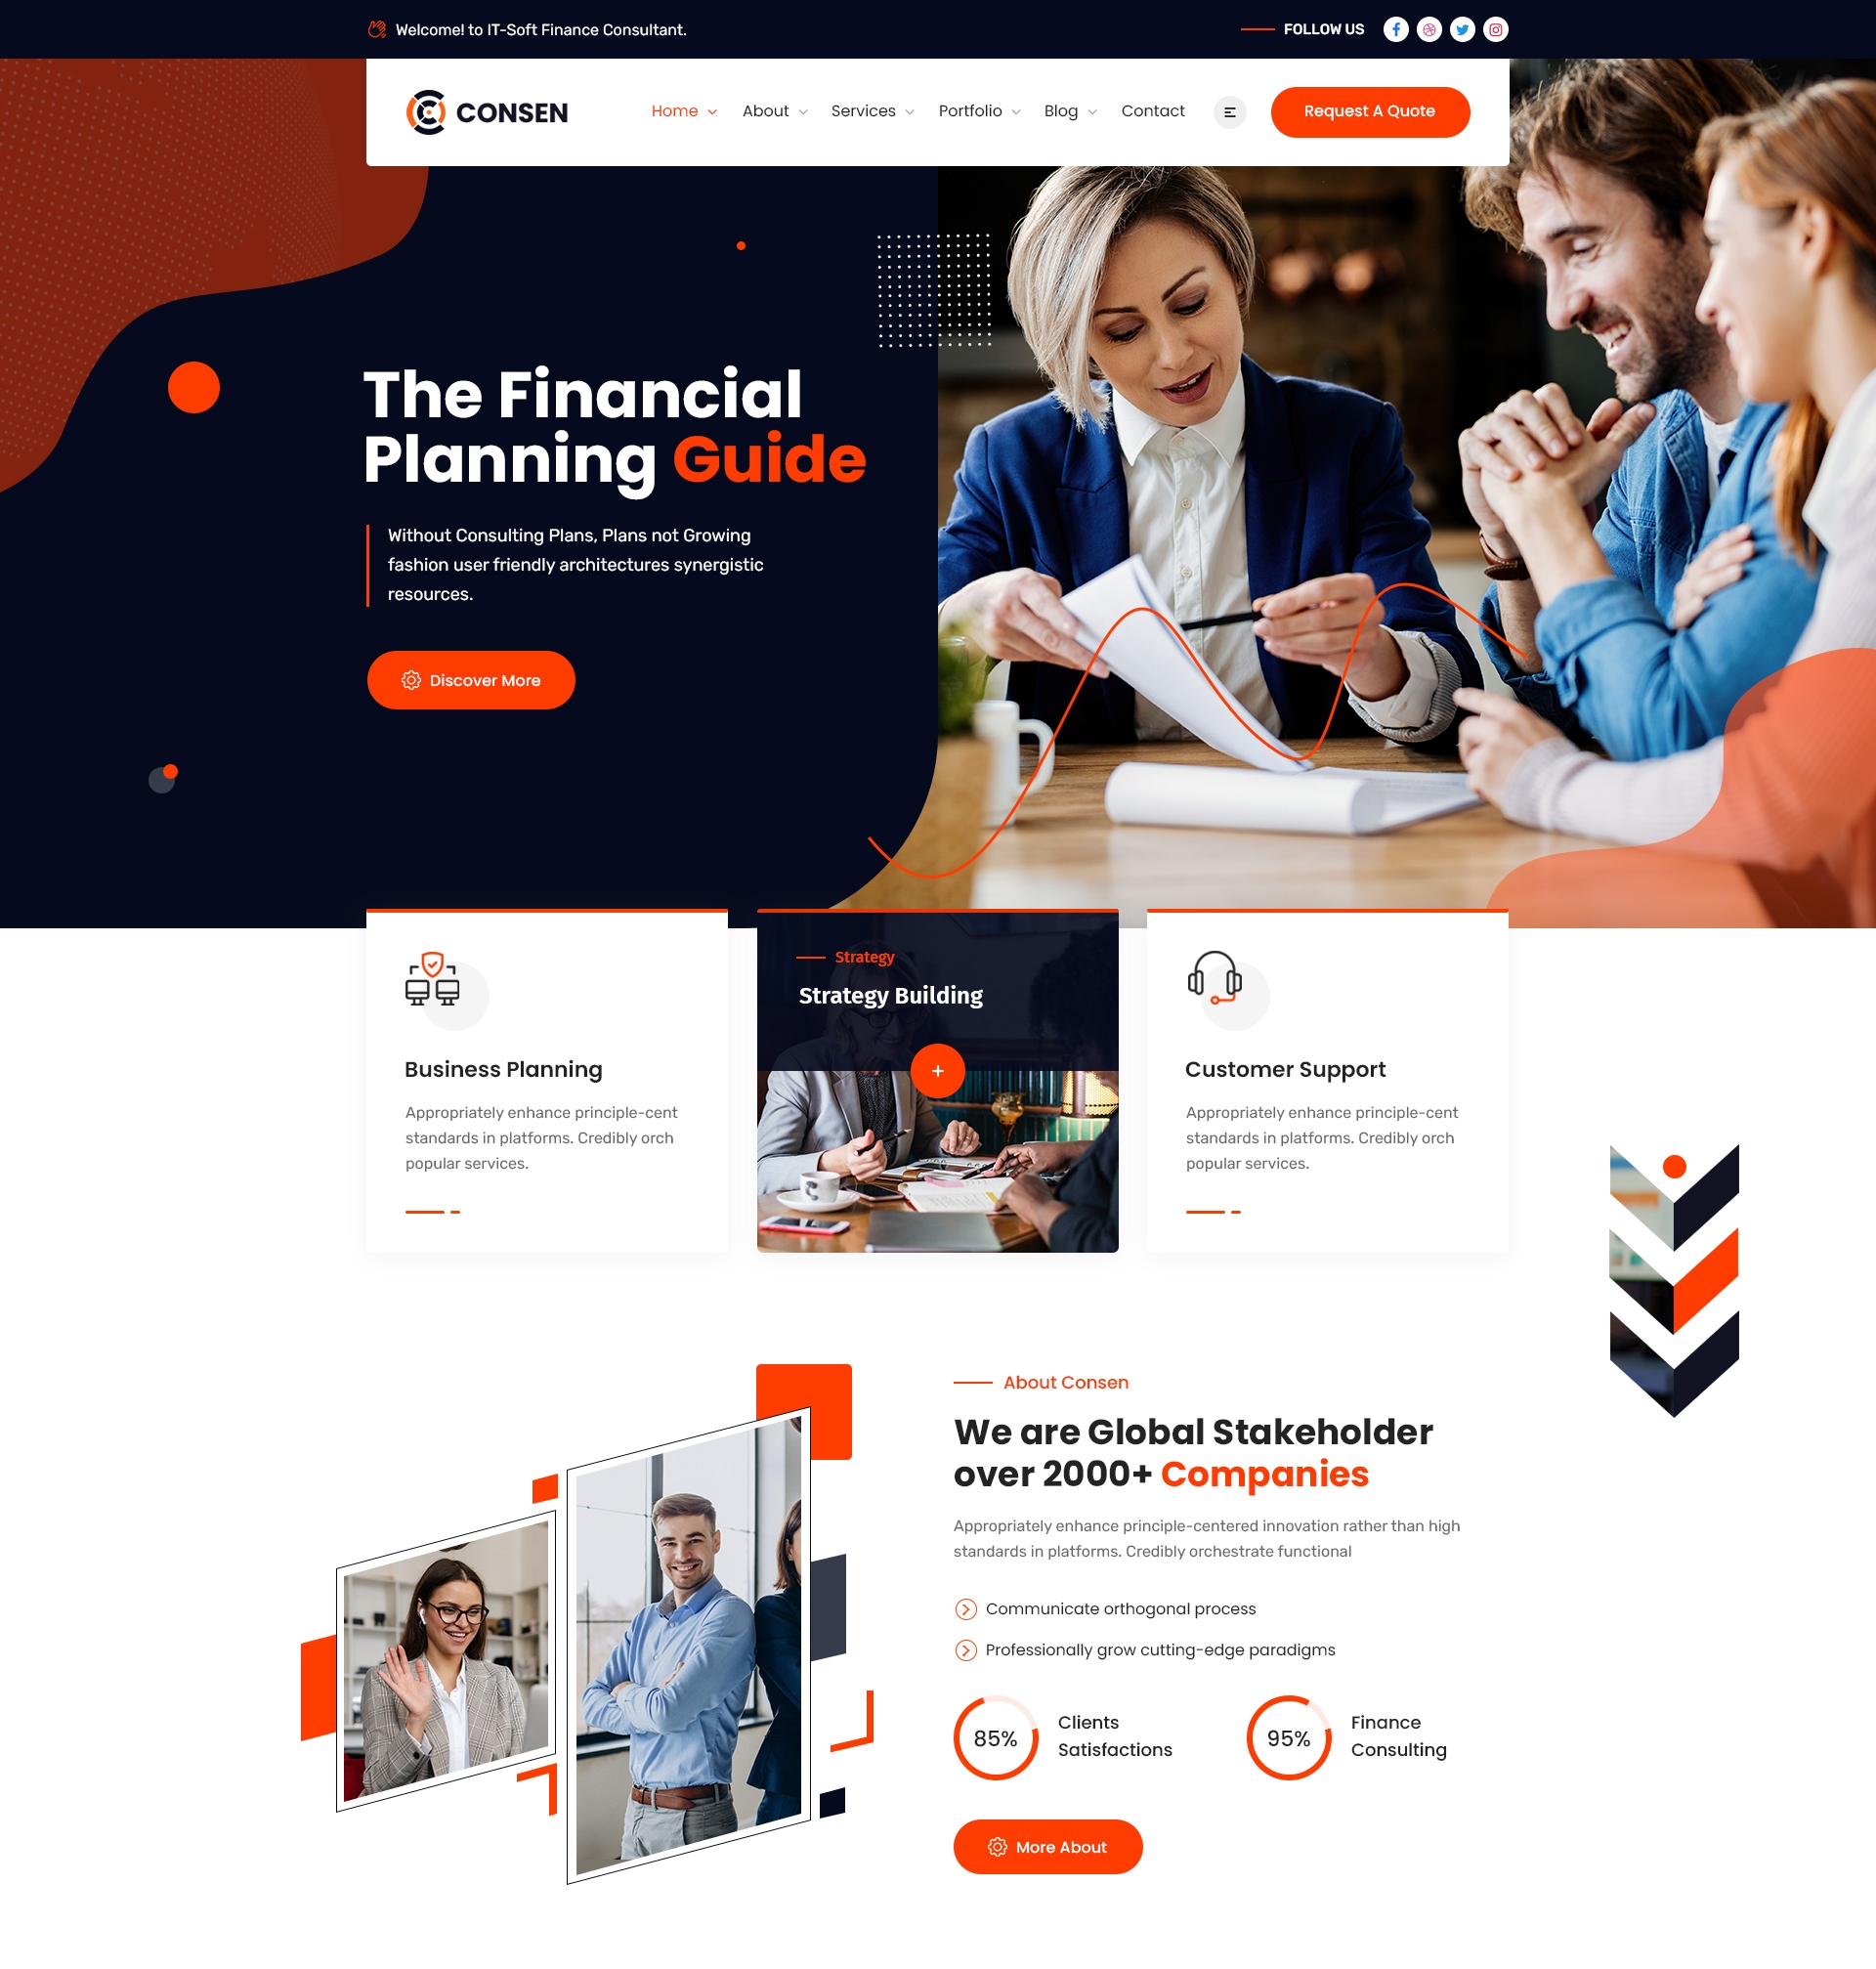 Welcome! to IT-Soft Finance Consultant.
FOLLOW US
CONSEN
Home
About
Services
Portfolio
Blog
Contact
Request A Quote
The Financial
Planning Guide
Without Consulting Plans, Plans not Growing
fashion user friendly architectures synergistic
resources.
Discover More
Business Planning
Appropriately enhance principle-cent
standards in platforms. Credibly orch
popular services.
Strategy
Strategy Building
Customer Support
Appropriately enhance principle-cent
standards in platforms. Credibly orch
popular services.
About Consen
We are Global Stakeholder
over 2000+ Companies
Appropriately enhance principle-centered innovation rather than high
standards in platforms. Credibly orchestrate functional
Communicate orthogonal process
Professionally grow cutting-edge paradigms
85%
Clients
Satisfactions
95%
Finance
Consulting
More About